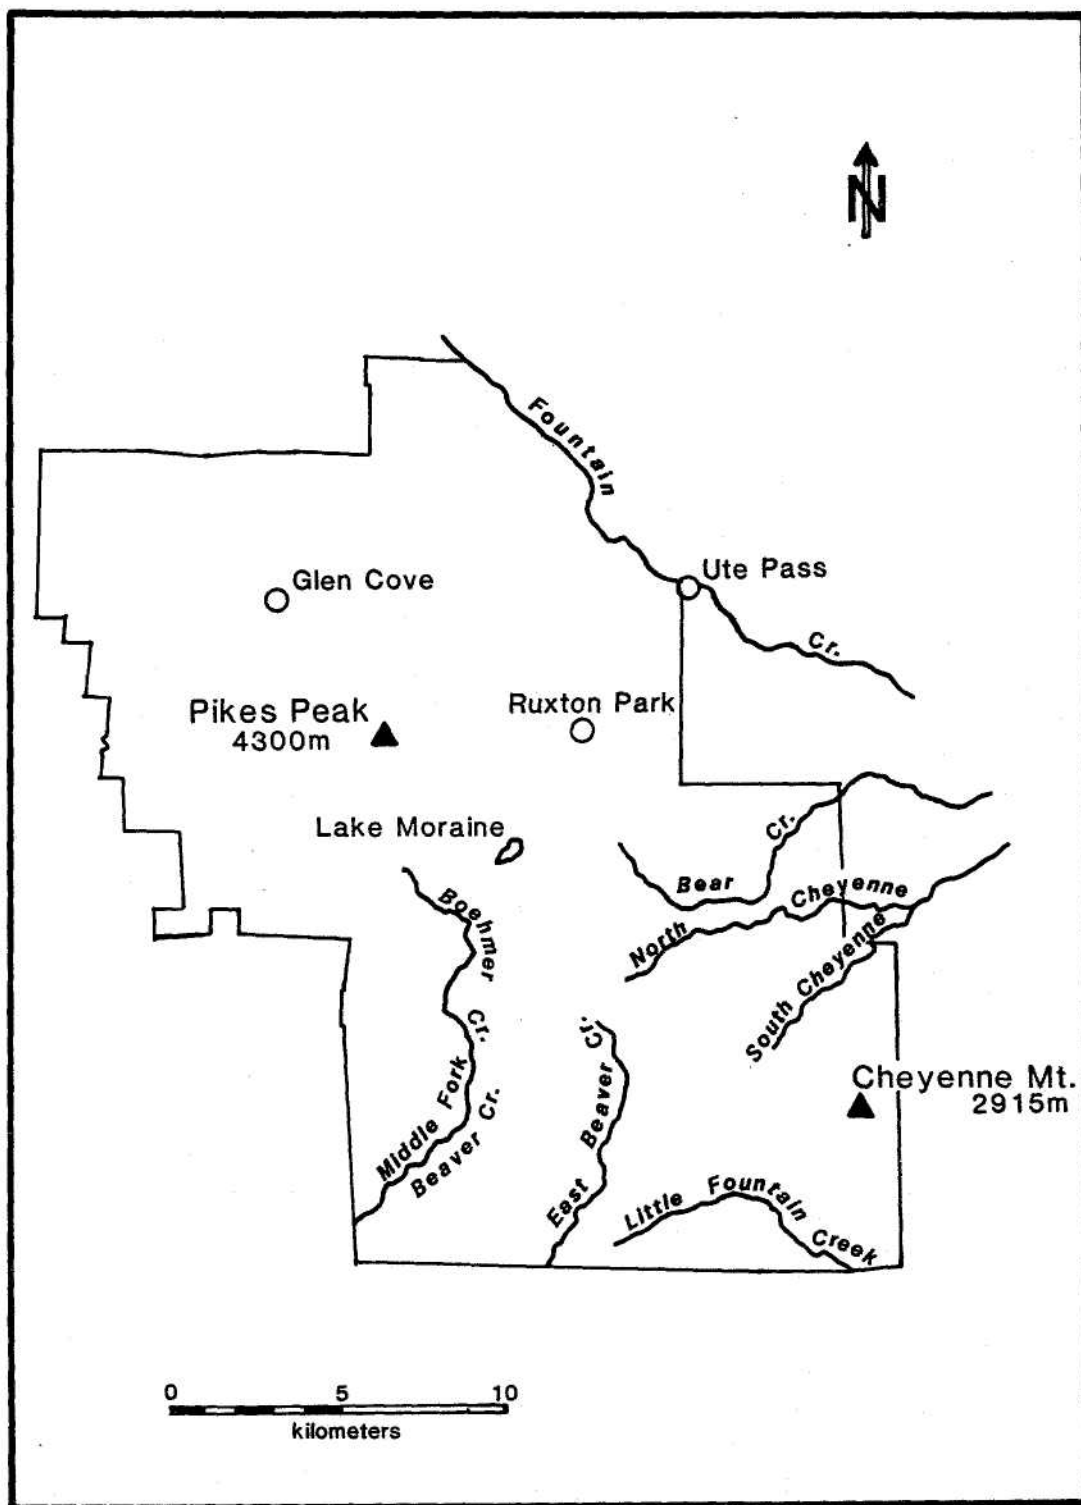 N
Fountain
Cr.
Ute Pass
Glen Cove
Pikes Peak
4300m
Ruxton Park
Lake Moraine
Bear
Cr.
North
Cheyenne
South Cheyenne
Boehmer
Cr.
Middle Fork
Beaver Cr.
East
Beaver
Cr.
Cheyenne Mt.
2915m
Little Fountain
Creek
0 5 10
kilometers